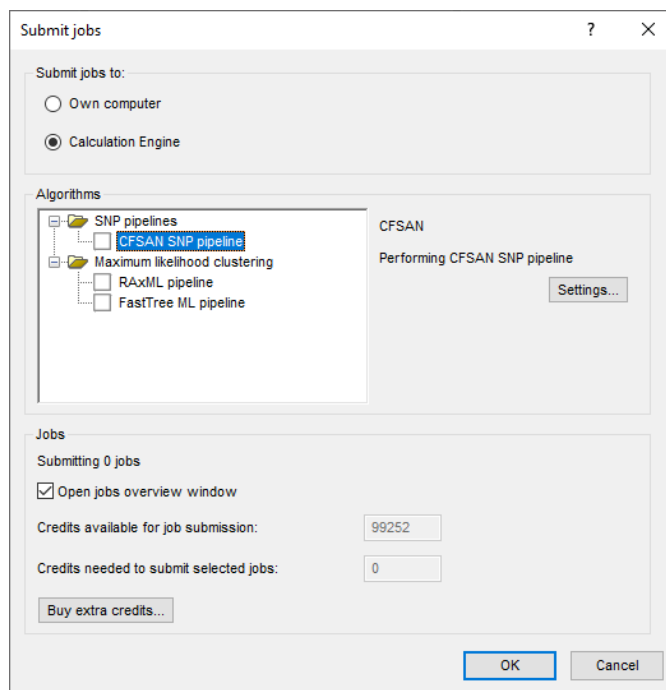 Submit jobs
?
Submit jobs to:
Own computer
Calculation Engine
Algorithms
SNP pipelines
CFSAN SNP pipeline
Maximum likelihood clustering
RAxML pipeline
FastTree ML pipeline
CFSAN
Performing CFSAN SNP pipeline
Settings...
Jobs
Submitting 0 jobs
Open jobs overview window
Credits available for job submission: 99252
Credits needed to submit selected jobs: 0
Buy extra credits...
OK Cancel